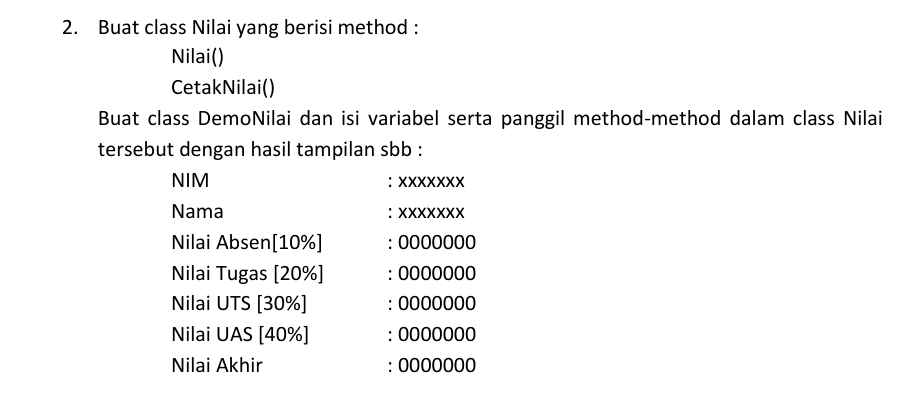 2. Buat class Nilai yang berisi method :
Nilai()
CetakNilai()
Buat class DemoNilai dan isi variabel serta panggil method-method dalam class Nilai
tersebut dengan hasil tampilan sbb :
NIM : xxxxxxx
Nama : xxxxxxx
Nilai Absen[10%] : 0000000
Nilai Tugas [20%] : 0000000
Nilai UTS [30%] : 0000000
Nilai UAS [40%] : 0000000
Nilai Akhir : 0000000